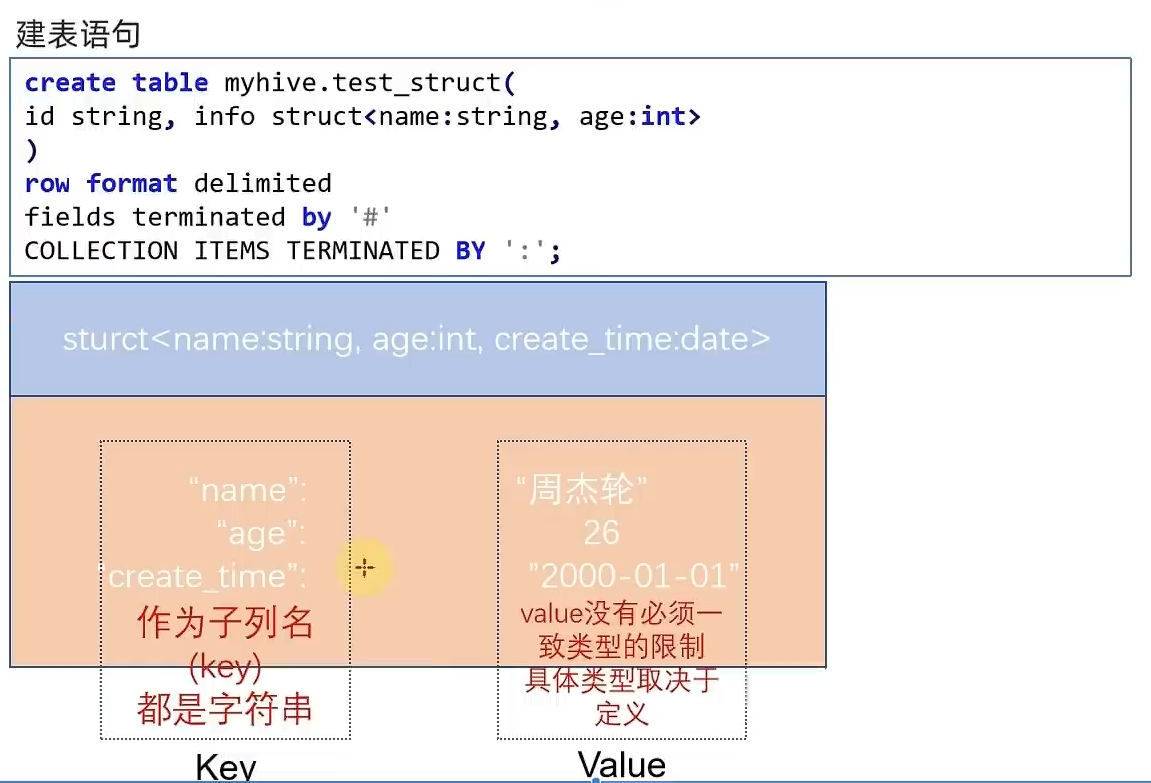 建表语句
create table myhive.test_struct(
id string, info struct<name:string, age:int>
)
row format delimited
fields terminated by '#'
COLLECTION ITEMS TERMINATED BY ':';
sturct<name:string, age:int, create_time:date>
“name”:
“age”:
“create_time”:
作为子列名
(key)
都是字符串
Key
“周杰轮”
26
”2000-01-01”
value没有必须一
致类型的限制
具体类型取决于
定义
Value